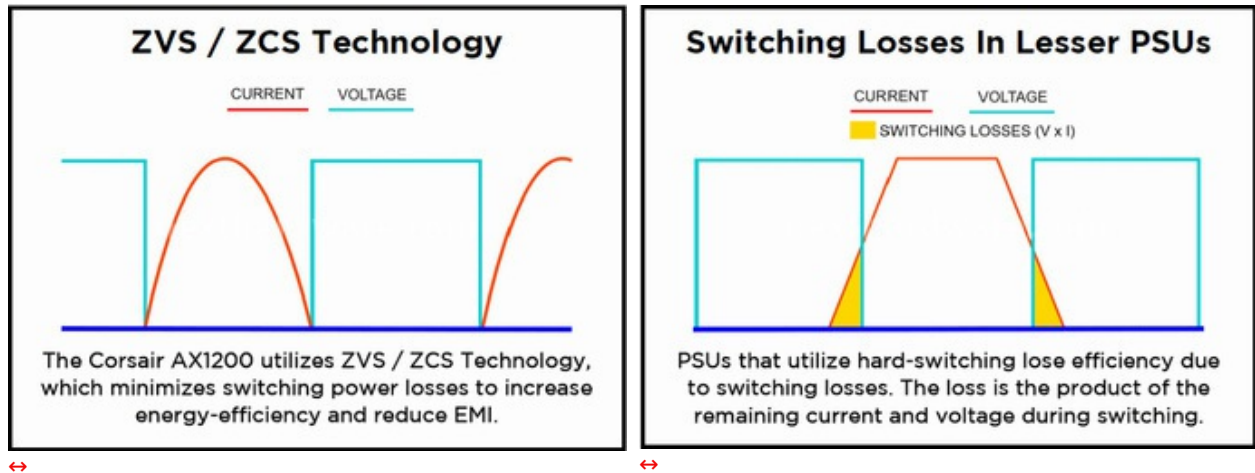 ZVS / ZCS Technology
CURRENT VOLTAGE
The Corsair AX1200 utilizes ZVS / ZCS Technology,
which minimizes switching power losses to increase
energy-efficiency and reduce EMI.
Switching Losses In Lesser PSUs
CURRENT VOLTAGE
SWITCHING LOSSES (V x I)
PSUs that utilize hard-switching lose efficiency due
to switching losses. The loss is the product of the
remaining current and voltage during switching.